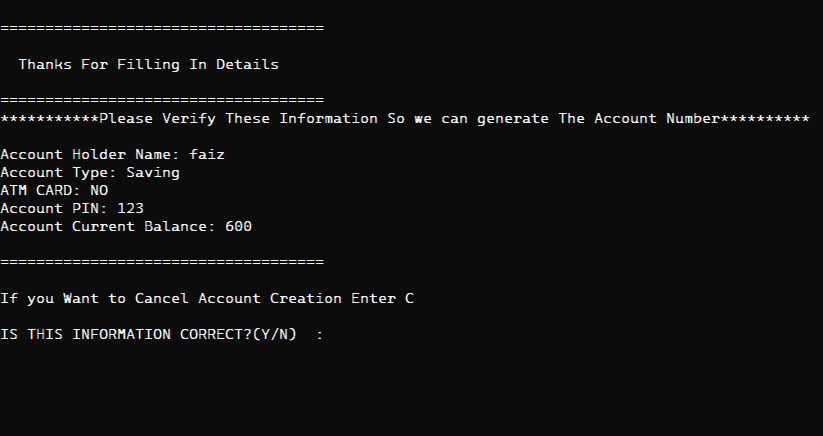 ====================================
Thanks For Filling In Details
====================================
***********Please Verify These Information So we can generate The Account Number**********
Account Holder Name: faiz
Account Type: Saving
ATM CARD: NO
Account PIN: 123
Account Current Balance: 600
====================================
If you Want to Cancel Account Creation Enter C
IS THIS INFORMATION CORRECT?(Y/N)  :